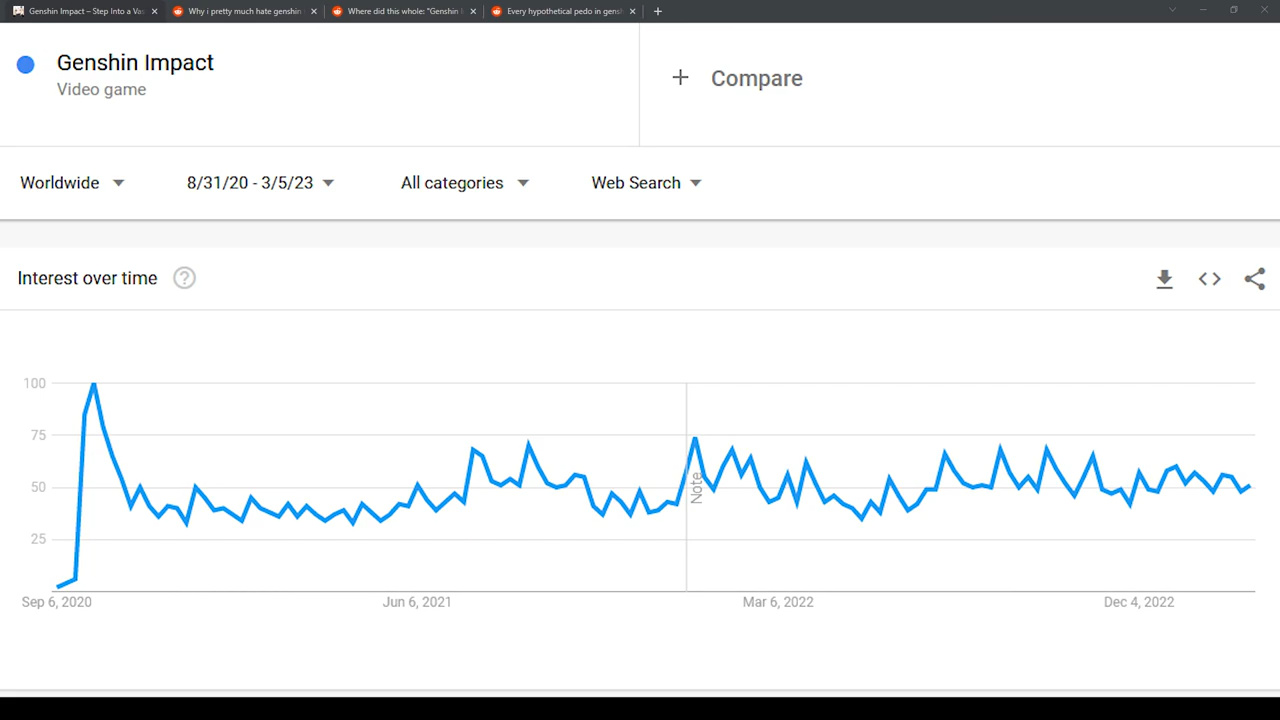 Genshin Impact – Step Into a Vas
Why i pretty much hate genshin
Where did this whole: "Genshin
Every hypothetical pedo in gensh
Genshin Impact
Video game
+ Compare
Worldwide
8/31/20 - 3/5/23
All categories
Web Search
Interest over time
100
75
50
25
Note
Sep 6, 2020
Jun 6, 2021
Mar 6, 2022
Dec 4, 2022